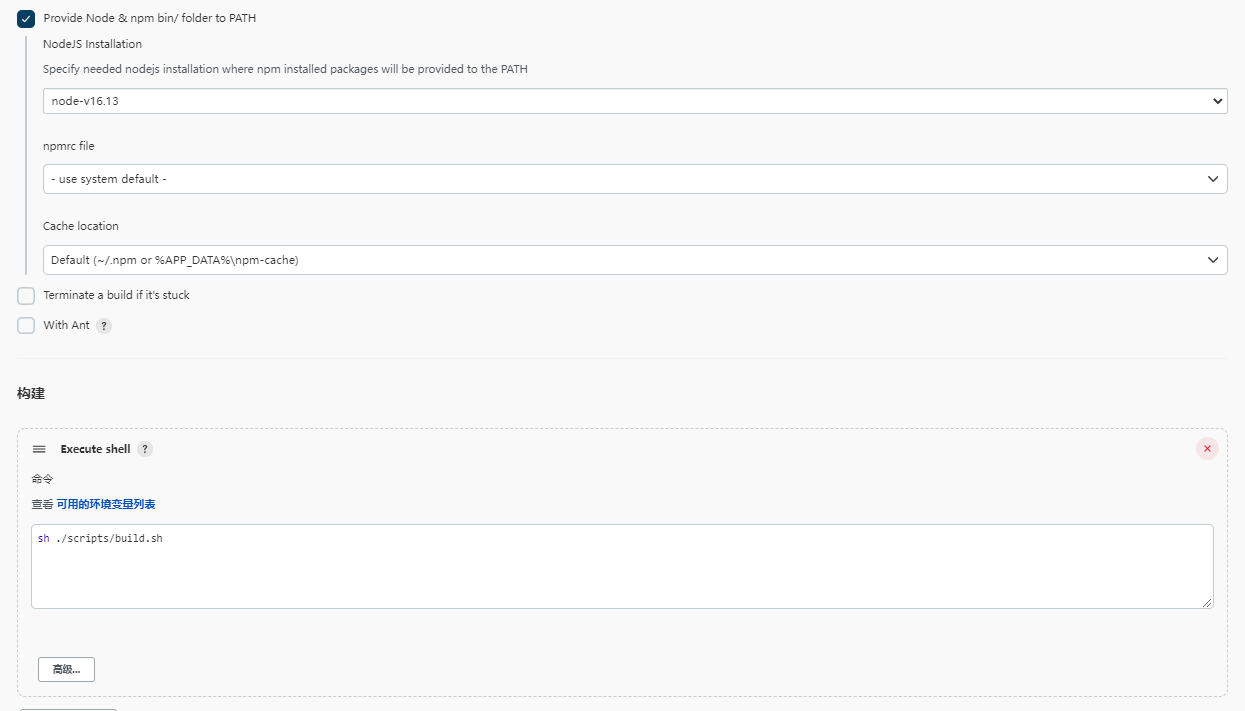 Provide Node & npm bin/ folder to PATH
NodeJS Installation
Specify needed nodejs installation where npm installed packages will be provided to the PATH
node-v16.13
npmrc file
- use system default -
Cache location
Default (~/.npm or %APP_DATA%\npm-cache)
Terminate a build if it's stuck
With Ant ?
构建
Execute shell ?
命令
查看 可用的环境变量列表
sh ./scripts/build.sh
高级...